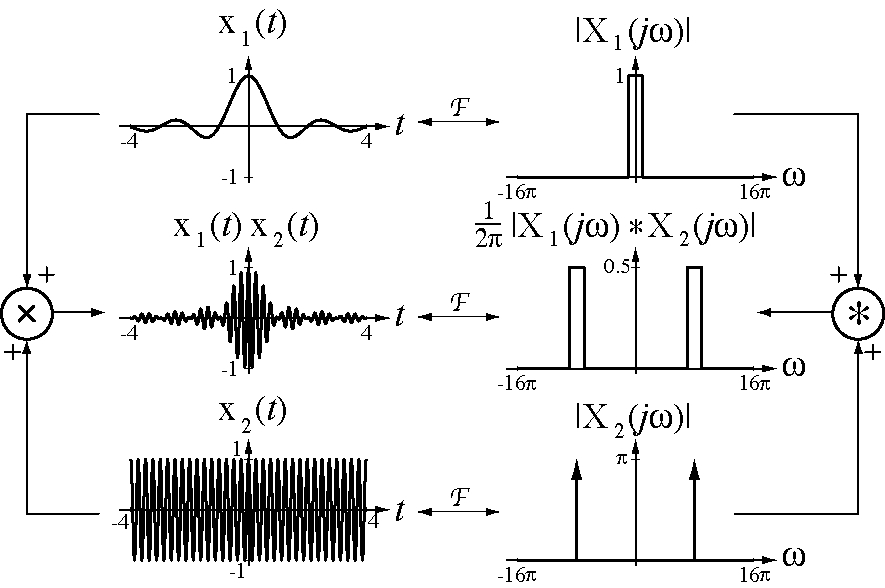 x₁(t)
|X₁(jω)|
1
-4
4
t
-1
ℱ
1
-16π
16π
ω
x₁(t) x₂(t)
1/2π |X₁(jω) ∗ X₂(jω)|
+
×
+
1
-4
4
t
-1
ℱ
0.5
-16π
16π
ω
+
∗
+
x₂(t)
|X₂(jω)|
1
-4
4
t
-1
ℱ
π
-16π
16π
ω